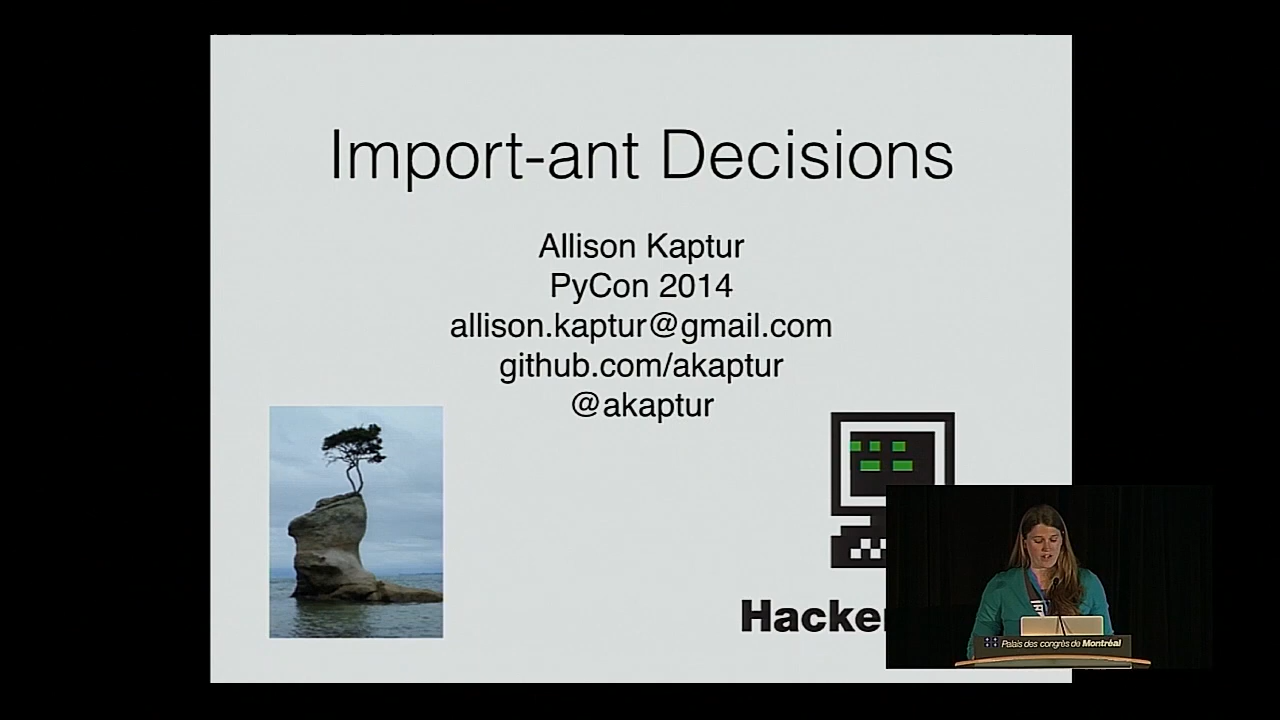 Import-ant Decisions
Allison Kaptur
PyCon 2014
allison.kaptur@gmail.com
github.com/akaptur
@akaptur
Hacke
Palais des congrès de Montréal